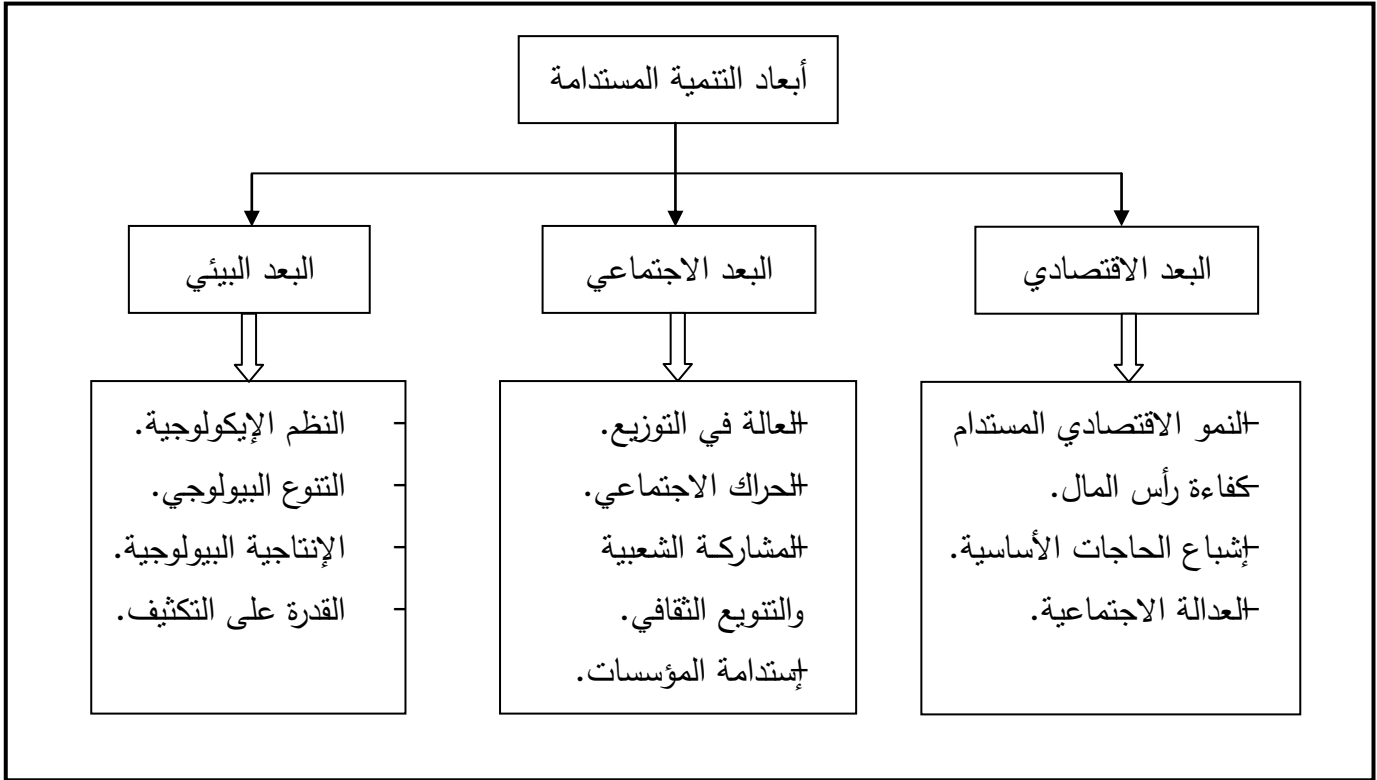 أبعاد التنمية المستدامة
البعد الاقتصادي
البعد الاجتماعي
البعد البيئي
-النمو الاقتصادي المستدام
-كفاءة رأس المال.
-إشباع الحاجات الأساسية.
-العدالة الاجتماعية.
-العالة في التوزيع.
-الحراك الاجتماعي.
-المشاركة الشعبية
والتنويع الثقافي.
-إستدامة المؤسسات.
- النظم الإيكولوجية.
- التنوع البيولوجي.
- الإنتاجية البيولوجية.
- القدرة على التكثيف.